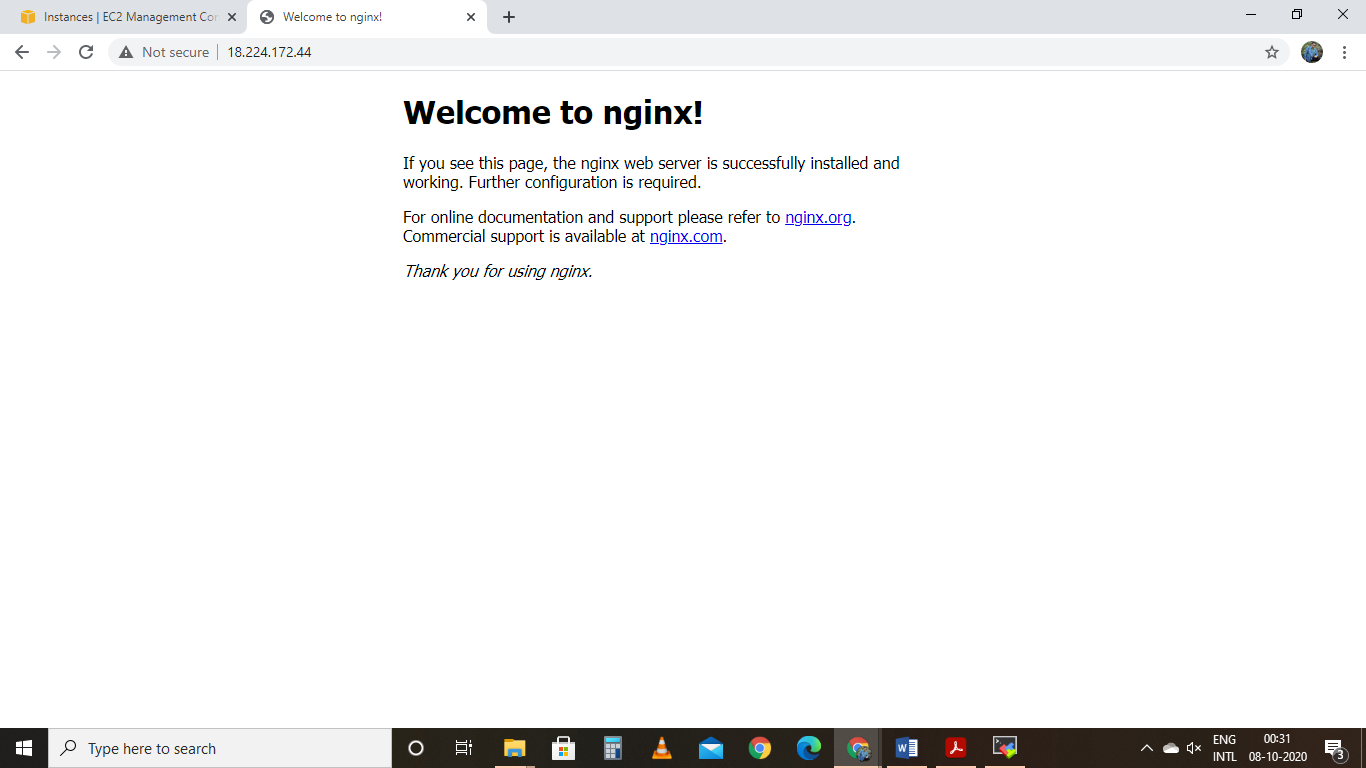 Instances | EC2 Management Con
Welcome to nginx!
Not secure
18.224.172.44
Welcome to nginx!
If you see this page, the nginx web server is successfully installed and
working. Further configuration is required.
For online documentation and support please refer to nginx.org.
Commercial support is available at nginx.com.
Thank you for using nginx.
Type here to search
ENG
INTL
00:31
08-10-2020
3